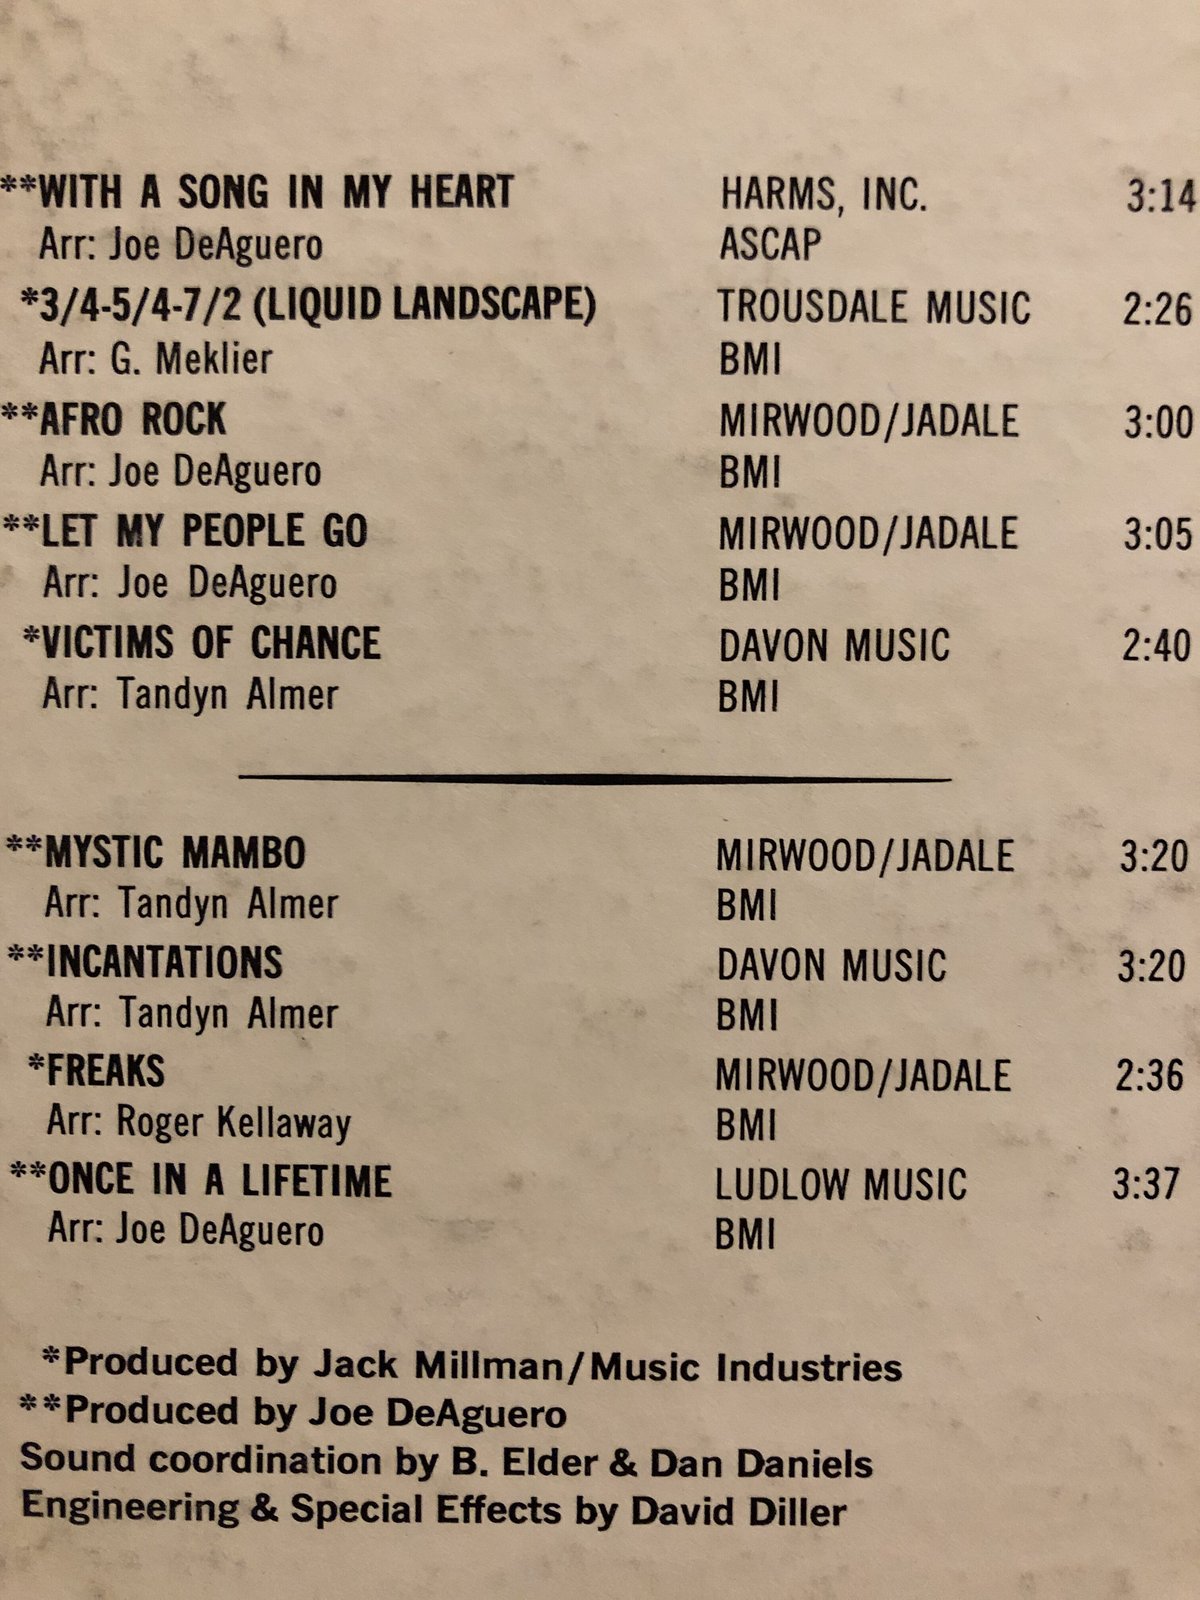 **WITH A SONG IN MY HEART HARMS, INC. 3:14
Arr: Joe DeAguero ASCAP
*3/4-5/4-7/2 (LIQUID LANDSCAPE) TROUSDALE MUSIC 2:26
Arr: G. Meklier BMI
**AFRO ROCK MIRWOOD/JADALE 3:00
Arr: Joe DeAguero BMI
**LET MY PEOPLE GO MIRWOOD/JADALE 3:05
Arr: Joe DeAguero BMI
*VICTIMS OF CHANCE DAVON MUSIC 2:40
Arr: Tandyn Almer BMI
**MYSTIC MAMBO MIRWOOD/JADALE 3:20
Arr: Tandyn Almer BMI
**INCANTATIONS DAVON MUSIC 3:20
Arr: Tandyn Almer BMI
*FREAKS MIRWOOD/JADALE 2:36
Arr: Roger Kellaway BMI
**ONCE IN A LIFETIME LUDLOW MUSIC 3:37
Arr: Joe DeAguero BMI
*Produced by Jack Millman/Music Industries
**Produced by Joe DeAguero
Sound coordination by B. Elder & Dan Daniels
Engineering & Special Effects by David Diller